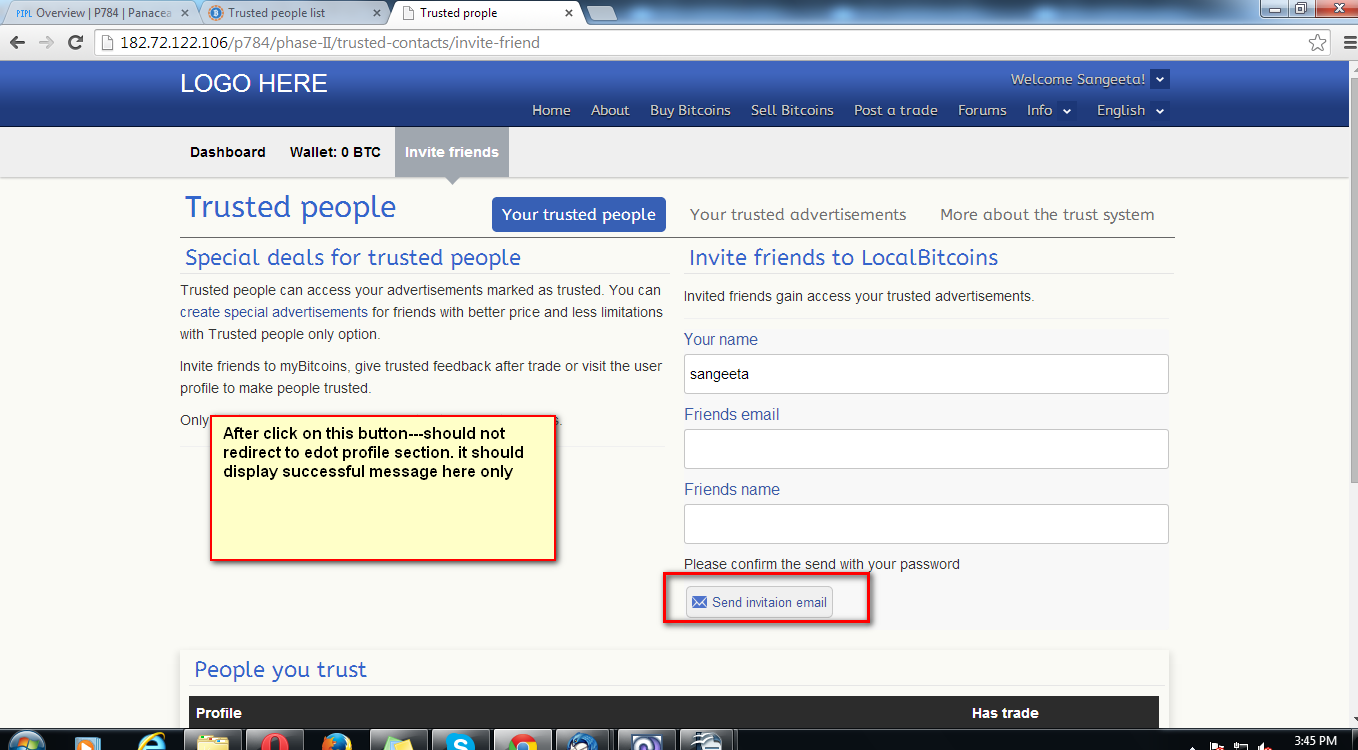 PIPL Overview | P784 | Panacea
Trusted people list
Trusted prople
182.72.122.106/p784/phase-II/trusted-contacts/invite-friend
LOGO HERE
Welcome Sangeeta!
Home About Buy Bitcoins Sell Bitcoins Post a trade Forums Info English
Dashboard Wallet: 0 BTC Invite friends
Trusted people
Your trusted people Your trusted advertisements More about the trust system
Special deals for trusted people
Trusted people can access your advertisements marked as trusted. You can
create special advertisements for friends with better price and less limitations
with Trusted people only option.
Invite friends to myBitcoins, give trusted feedback after trade or visit the user
profile to make people trusted.
Only
After click on this button---should not
redirect to edot profile section. it should
display successful message here only
Invite friends to LocalBitcoins
Invited friends gain access your trusted advertisements.
Your name
sangeeta
Friends email
Friends name
Please confirm the send with your password
Send invitaion email
People you trust
Profile Has trade
3:45 PM